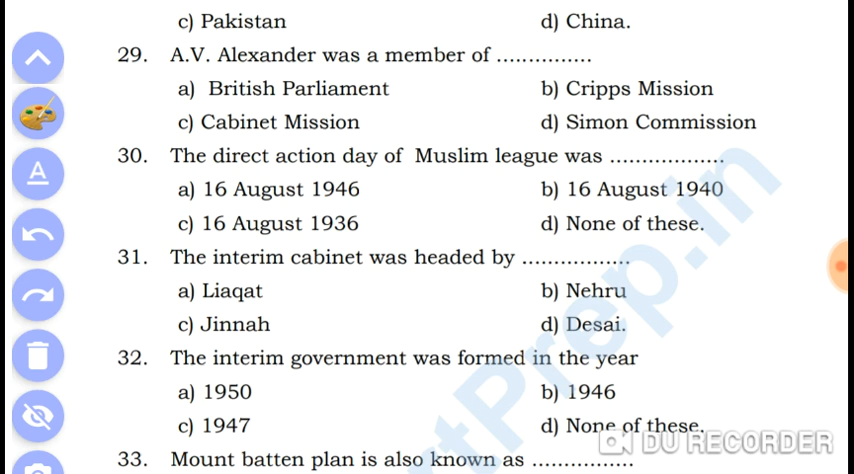 c) Pakistan d) China.
29. A.V. Alexander was a member of ...............
a) British Parliament b) Cripps Mission
c) Cabinet Mission d) Simon Commission
30. The direct action day of Muslim league was ..................
a) 16 August 1946 b) 16 August 1940
c) 16 August 1936 d) None of these.
31. The interim cabinet was headed by .................
a) Liaqat b) Nehru
c) Jinnah d) Desai.
32. The interim government was formed in the year
a) 1950 b) 1946
c) 1947 d) None of these.
DU RECORDER
33. Mount batten plan is also known as ................
tPrep.in
A